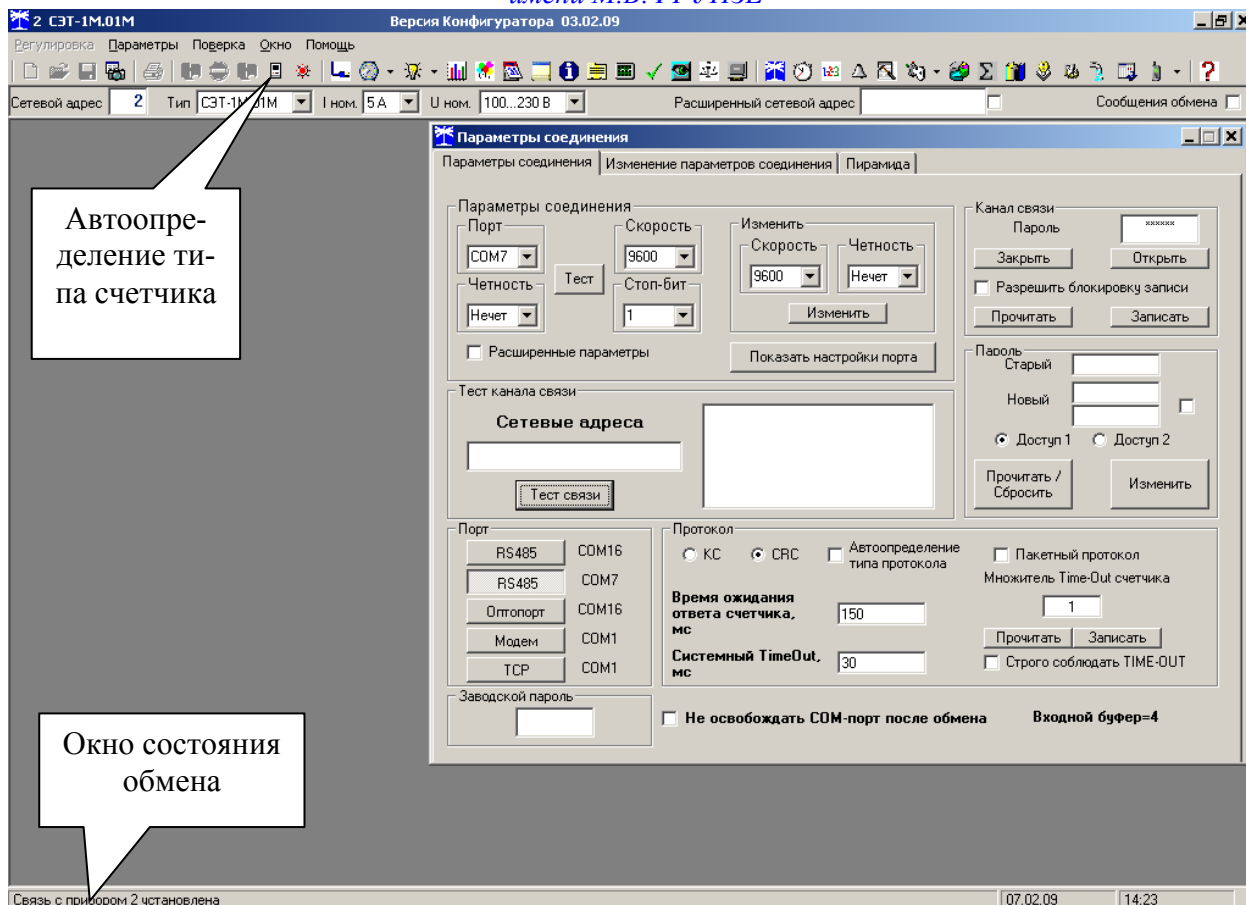 имени М.В. ФРУНЗЕ
2 СЭТ-1М.01М Версия Конфигуратора 03.02.09
Регулировка Параметры Поверка Окно Помощь
Сетевой адрес 2 Тип СЭТ-1М.01М I ном. 5 А U ном. 100...230 В Расширенный сетевой адрес Сообщения обмена
Автоопре-
деление ти-
па счетчика
Параметры соединения
Параметры соединения Изменение параметров соединения Пирамида
Параметры соединения
Порт
COM7
Четность
Нечет
Тест
Скорость
9600
Стоп-бит
1
Изменить
Скорость
9600
Четность
Нечет
Изменить
Расширенные параметры
Показать настройки порта
Канал связи
Пароль
xxxxxx
Закрыть Открыть
Разрешить блокировку записи
Прочитать Записать
Пароль
Старый
Новый
Доступ 1 Доступ 2
Прочитать /
Сбросить
Изменить
Тест канала связи
Сетевые адреса
Тест связи
Порт
RS485 COM16
RS485 COM7
Оптопорт COM16
Модем COM1
TCP COM1
Протокол
КС CRC
Автоопределение
типа протокола
Пакетный протокол
Множитель Time-Out счетчика
1
Время ожидания
ответа счетчика,
мс
150
Прочитать Записать
Системный TimeOut,
мс
30
Строго соблюдать TIME-OUT
Заводской пароль
Не освобождать COM-порт после обмена
Входной буфер=4
Окно состояния
обмена
Связь с прибором 2 установлена 07.02.09 14:23